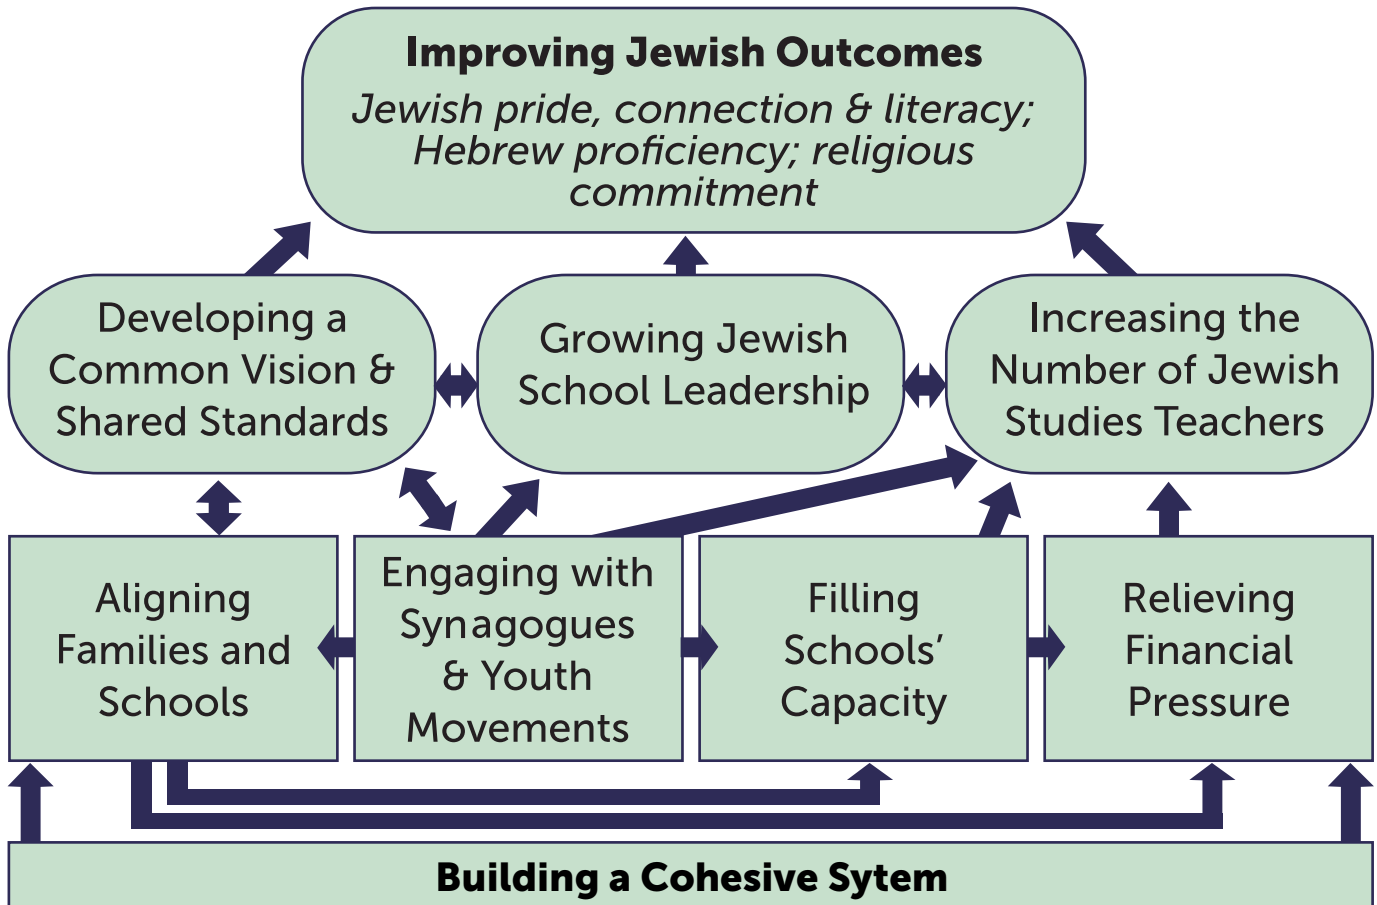 Improving Jewish Outcomes
Jewish pride, connection & literacy;
Hebrew proficiency; religious
commitment
Developing a
Common Vision &
Shared Standards
Growing Jewish
School Leadership
Increasing the
Number of Jewish
Studies Teachers
Aligning
Families and
Schools
Engaging with
Synagogues
& Youth
Movements
Filling
Schools’
Capacity
Relieving
Financial
Pressure
Building a Cohesive Sytem